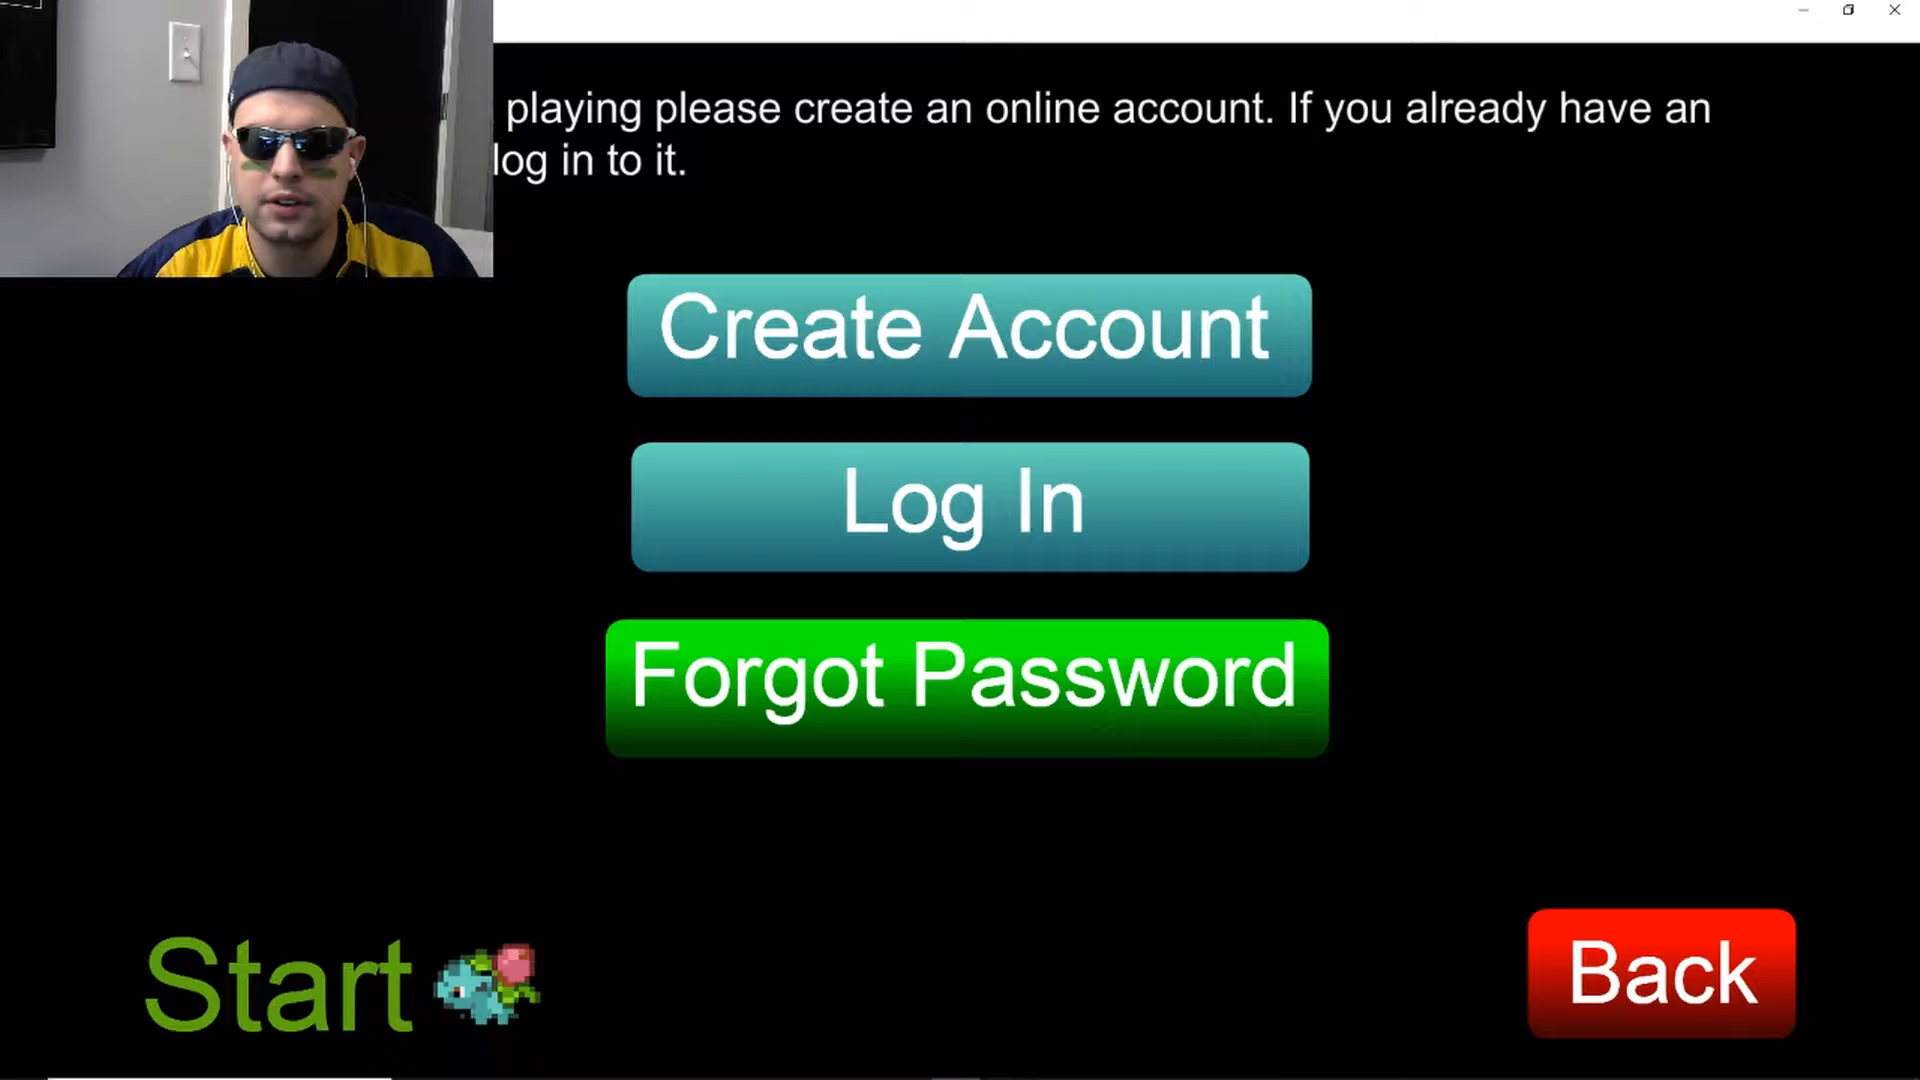 playing please create an online account. If you already have an
log in to it.
Create Account
Log In
Forgot Password
Start
Back